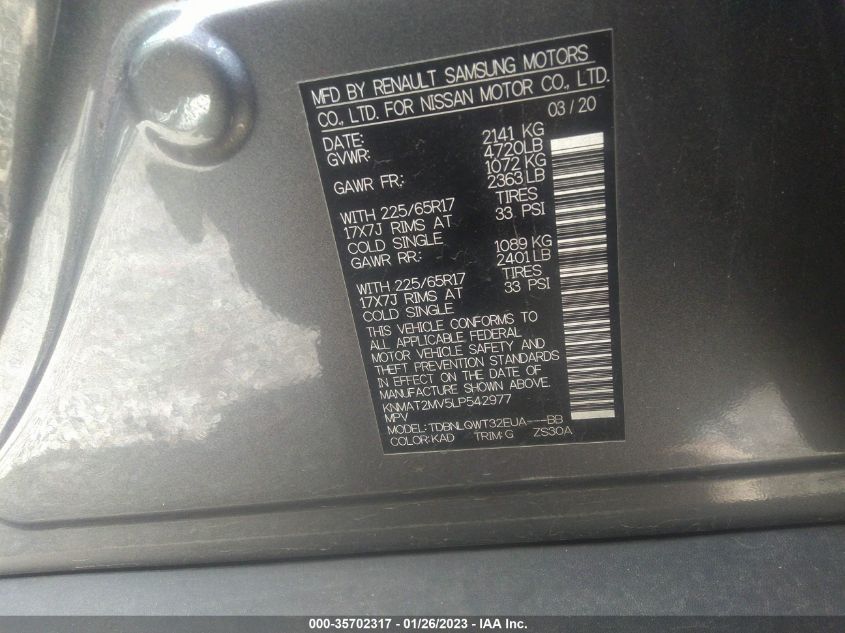 MFD BY RENAULT SAMSUNG MOTORS
CO., LTD. FOR NISSAN MOTOR CO., LTD.
DATE: 03/20
GVWR: 2141 KG
4720LB
GAWR FR: 1072 KG
2363LB
WITH 225/65R17 TIRES
17X7J RIMS AT 33 PSI
COLD SINGLE
GAWR RR: 1089 KG
2401LB
WITH 225/65R17 TIRES
17X7J RIMS AT 33 PSI
COLD SINGLE
THIS VEHICLE CONFORMS TO
ALL APPLICABLE FEDERAL
MOTOR VEHICLE SAFETY AND
THEFT PREVENTION STANDARDS
IN EFFECT ON THE DATE OF
MANUFACTURE SHOWN ABOVE.
KNMAT2MV5LP542977
MPV
MODEL: TDBNLQWT32EUA---BB
COLOR: KAD TRIM: G ZS30A
000-35702317 - 01/26/2023 - IAA Inc.